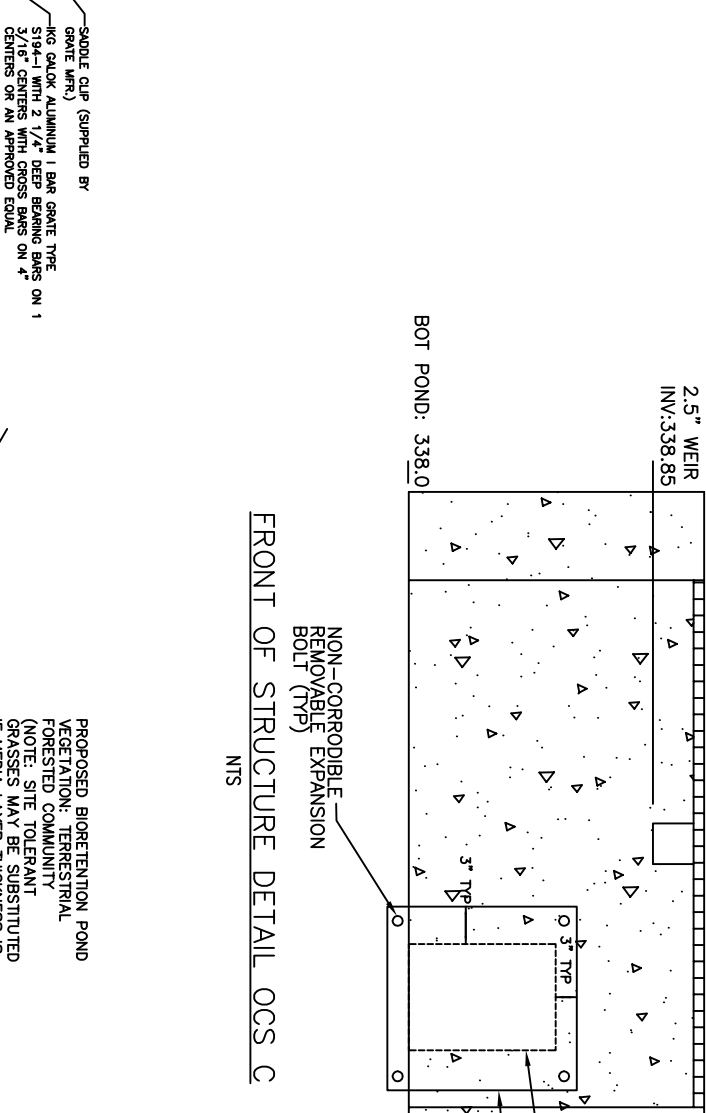 SADDLE CLIP (SUPPLIED BY
GRATE MFR.)
IKG GALOK ALUMINUM I BAR GRATE TYPE
S194-I WITH 2 1/4" DEEP BEARING BARS ON 1
3/16" CENTERS WITH CROSS BARS ON 4"
CENTERS OR AN APPROVED EQUAL
2.5" WEIR
INV:338.85
BOT POND: 338.0
3" TYP
3" TYP
NON-CORRODIBLE
REMOVABLE EXPANSION
BOLT (TYP)
FRONT OF STRUCTURE DETAIL OCS C
NTS
PROPOSED BIORETENTION POND
VEGETATION: TERRESTRIAL
FORESTED COMMUNITY
(NOTE: SITE TOLERANT
GRASSES MAY BE SUBSTITUTED